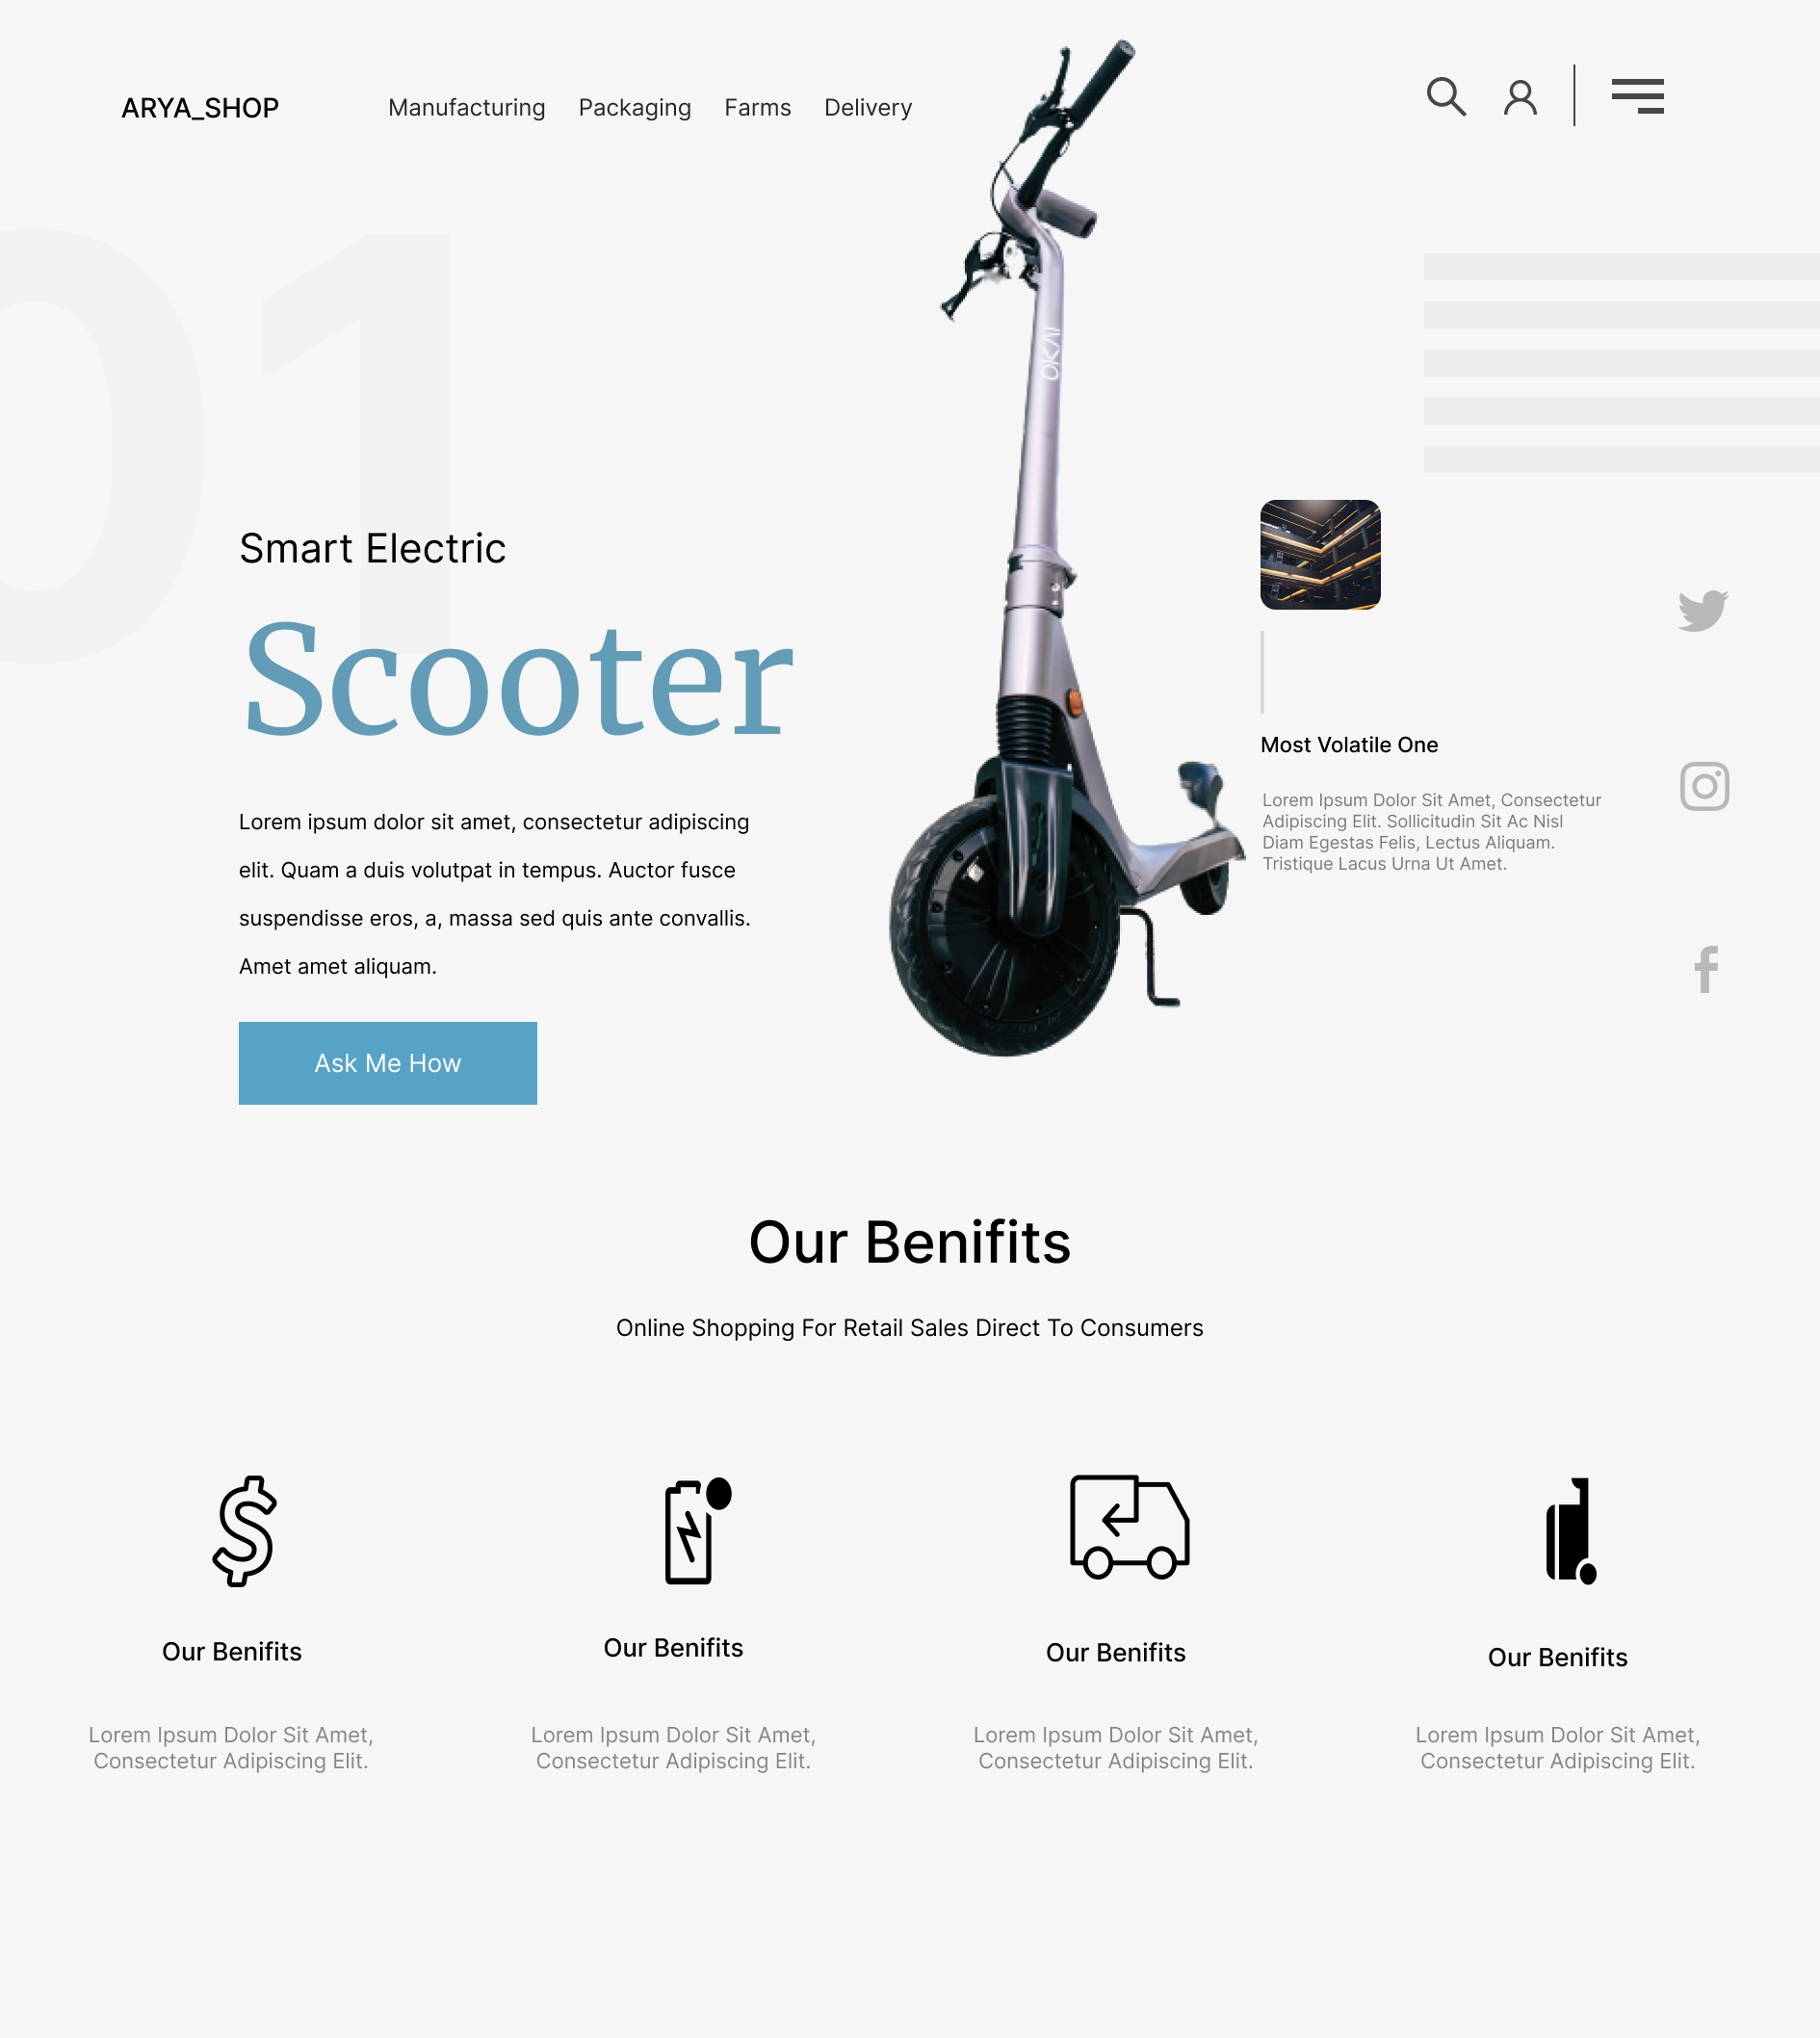 ARYA_SHOP
Manufacturing Packaging Farms Delivery
01
OKAI
Smart Electric
Scooter
Lorem ipsum dolor sit amet, consectetur adipiscing
elit. Quam a duis volutpat in tempus. Auctor fusce
suspendisse eros, a, massa sed quis ante convallis.
Amet amet aliquam.
Ask Me How
Most Volatile One
Lorem Ipsum Dolor Sit Amet, Consectetur
Adipiscing Elit. Sollicitudin Sit Ac Nisl
Diam Egestas Felis, Lectus Aliquam.
Tristique Lacus Urna Ut Amet.
Our Benifits
Online Shopping For Retail Sales Direct To Consumers
Our Benifits
Lorem Ipsum Dolor Sit Amet,
Consectetur Adipiscing Elit.
Our Benifits
Lorem Ipsum Dolor Sit Amet,
Consectetur Adipiscing Elit.
Our Benifits
Lorem Ipsum Dolor Sit Amet,
Consectetur Adipiscing Elit.
Our Benifits
Lorem Ipsum Dolor Sit Amet,
Consectetur Adipiscing Elit.